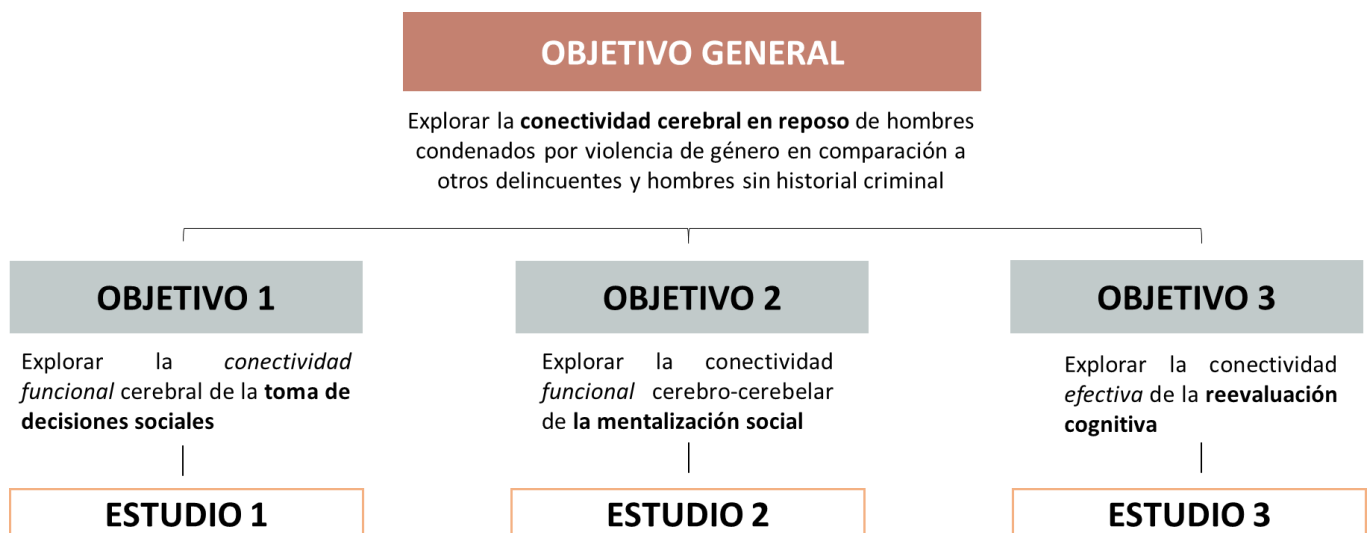 OBJETIVO GENERAL
Explorar la conectividad cerebral en reposo de hombres
condenados por violencia de género en comparación a
otros delincuentes y hombres sin historial criminal
OBJETIVO 1
Explorar la conectividad
funcional cerebral de la toma de
decisiones sociales
ESTUDIO 1
OBJETIVO 2
Explorar la conectividad
funcional cerebro-cerebelar
de la mentalización social
ESTUDIO 2
OBJETIVO 3
Explorar la conectividad
efectiva de la reevaluación
cognitiva
ESTUDIO 3